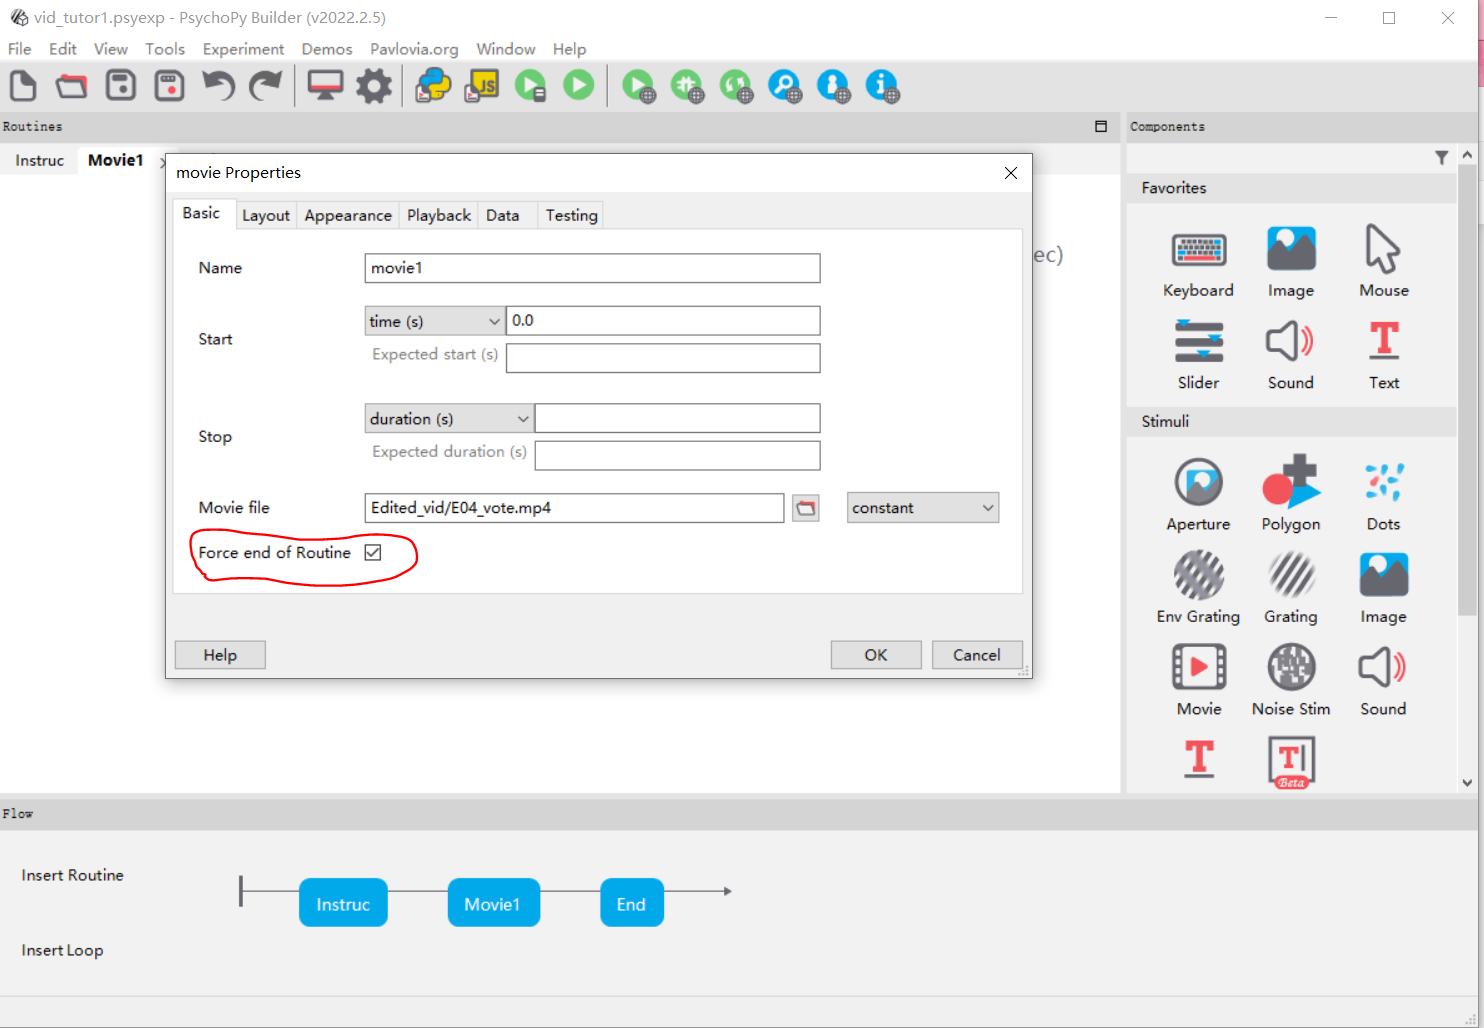 vid_tutor1.psyexp - PsychoPy Builder (v2022.2.5)
File Edit View Tools Experiment Demos Pavlovia.org Window Help
JS
Routines
Components
Instruc Movie1
movie Properties
Basic Layout Appearance Playback Data Testing
Name movie1
Start time (s) 0.0
Expected start (s)
ec)
Stop duration (s)
Expected duration (s)
Movie file Edited_vid/E04_vote.mp4 constant
Force end of Routine
Help OK Cancel
Favorites
Keyboard Image Mouse
Slider Sound Text
Stimuli
Aperture Polygon Dots
Env Grating Grating Image
Movie Noise Stim Sound
Beta
Flow
Insert Routine
Instruc Movie1 End
Insert Loop